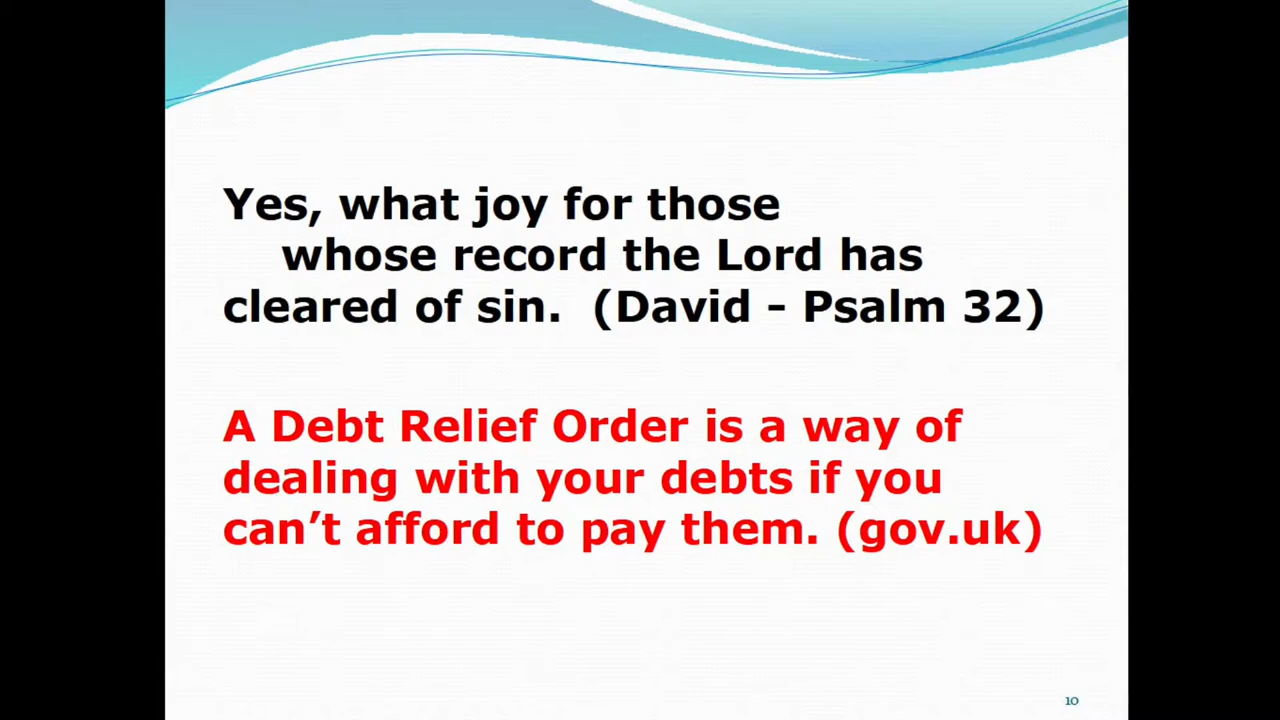 Yes, what joy for those
whose record the Lord has
cleared of sin.  (David – Psalm 32)
A Debt Relief Order is a way of
dealing with your debts if you
can’t afford to pay them. (gov.uk)
10